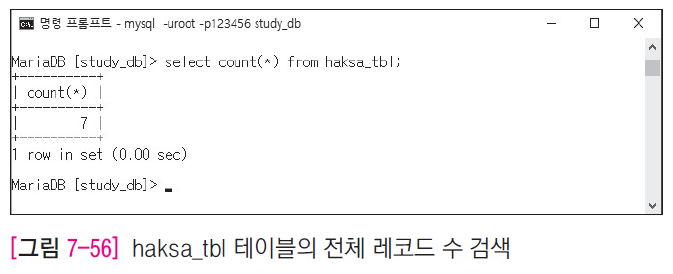 명령 프롬프트 - mysql -uroot -p123456 study_db
MariaDB [study_db]> select count(*) from haksa_tbl;
+----------+
| count(*) |
+----------+
|        7 |
+----------+
1 row in set (0.00 sec)
MariaDB [study_db]> _
[그림 7-56] haksa_tbl 테이블의 전체 레코드 수 검색